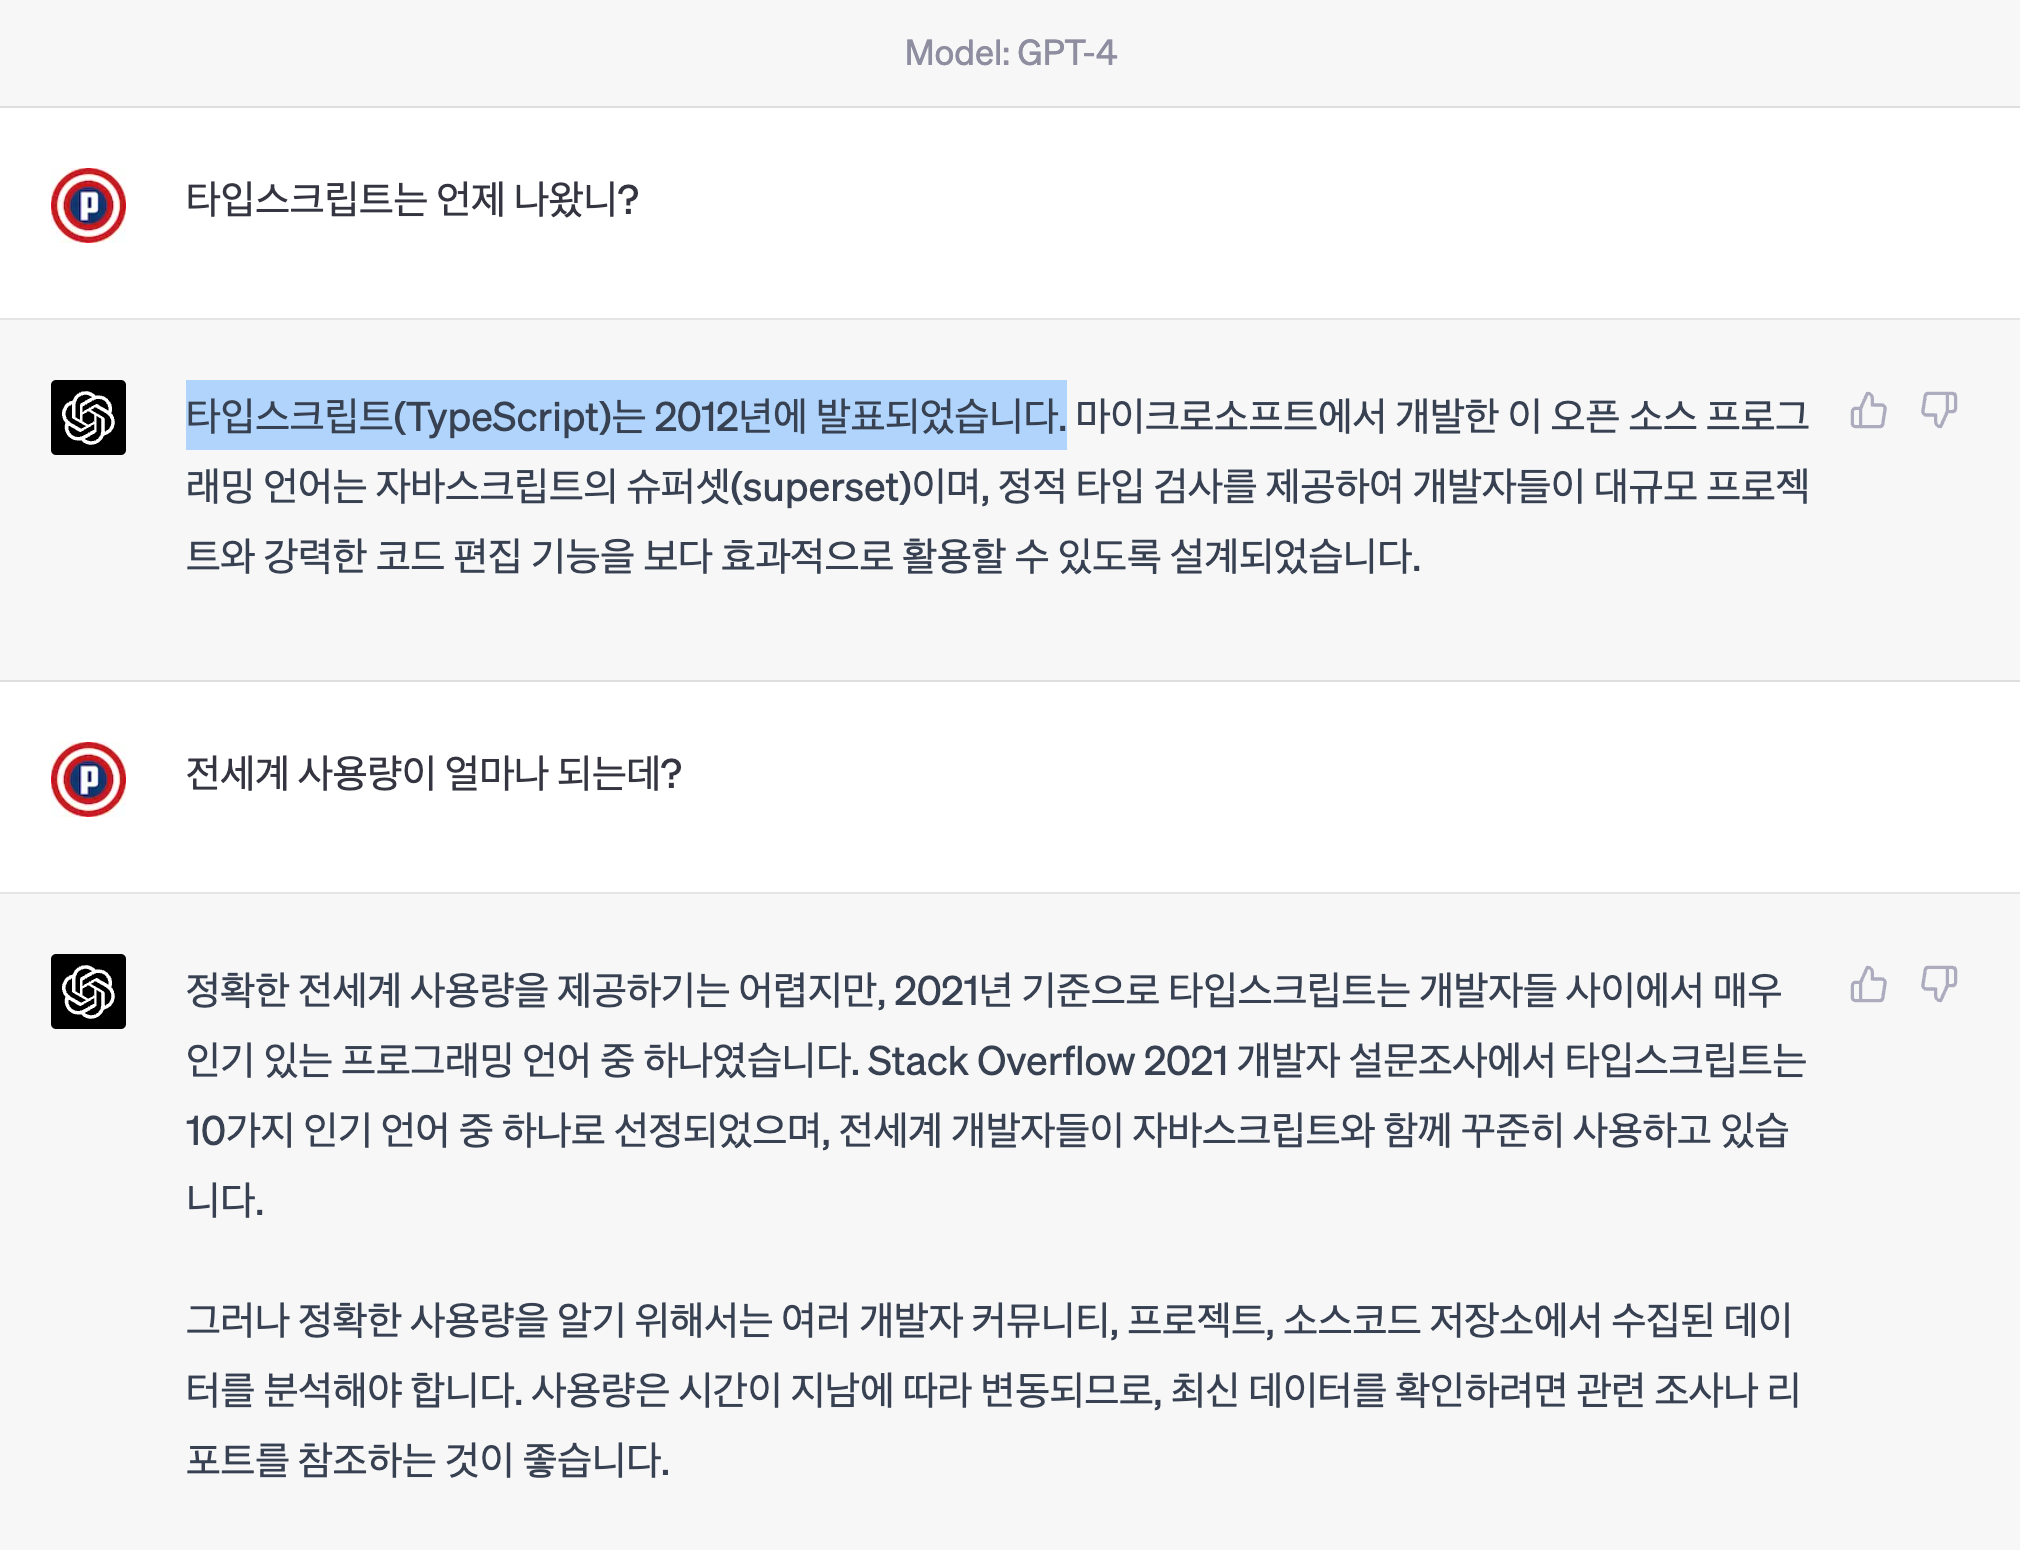 Model: GPT-4
P
타입스크립트는 언제 나왔니?
타입스크립트(TypeScript)는 2012년에 발표되었습니다. 마이크로소프트에서 개발한 이 오픈 소스 프로그
래밍 언어는 자바스크립트의 슈퍼셋(superset)이며, 정적 타입 검사를 제공하여 개발자들이 대규모 프로젝
트와 강력한 코드 편집 기능을 보다 효과적으로 활용할 수 있도록 설계되었습니다.
P
전세계 사용량이 얼마나 되는데?
정확한 전세계 사용량을 제공하기는 어렵지만, 2021년 기준으로 타입스크립트는 개발자들 사이에서 매우
인기 있는 프로그래밍 언어 중 하나였습니다. Stack Overflow 2021 개발자 설문조사에서 타입스크립트는
10가지 인기 언어 중 하나로 선정되었으며, 전세계 개발자들이 자바스크립트와 함께 꾸준히 사용하고 있습
니다.
그러나 정확한 사용량을 알기 위해서는 여러 개발자 커뮤니티, 프로젝트, 소스코드 저장소에서 수집된 데이
터를 분석해야 합니다. 사용량은 시간이 지남에 따라 변동되므로, 최신 데이터를 확인하려면 관련 조사나 리
포트를 참조하는 것이 좋습니다.